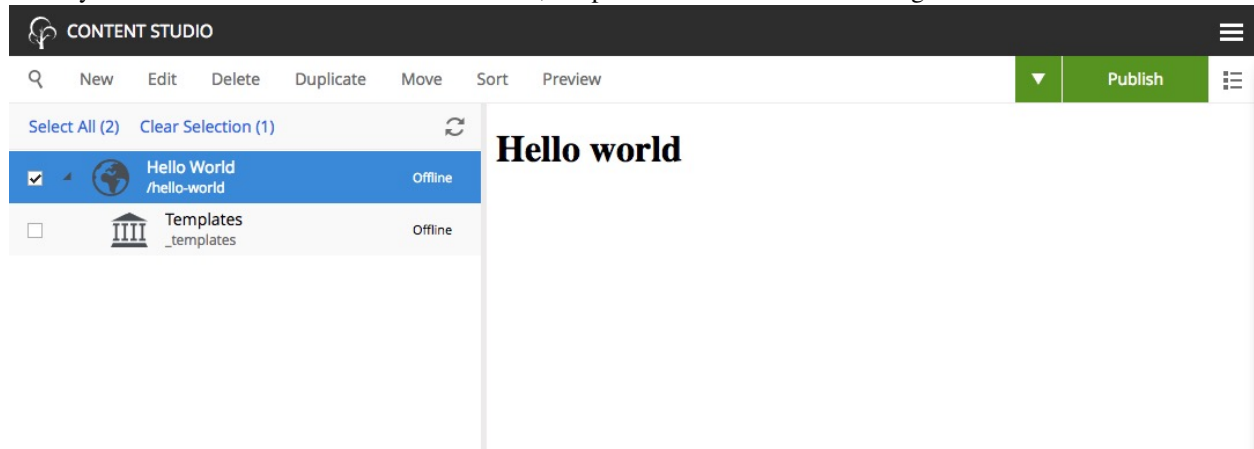 CONTENT STUDIO
New Edit Delete Duplicate Move Sort Preview Publish
Select All (2) Clear Selection (1)
Hello World
/hello-world
Offline
Templates
_templates
Offline
Hello world